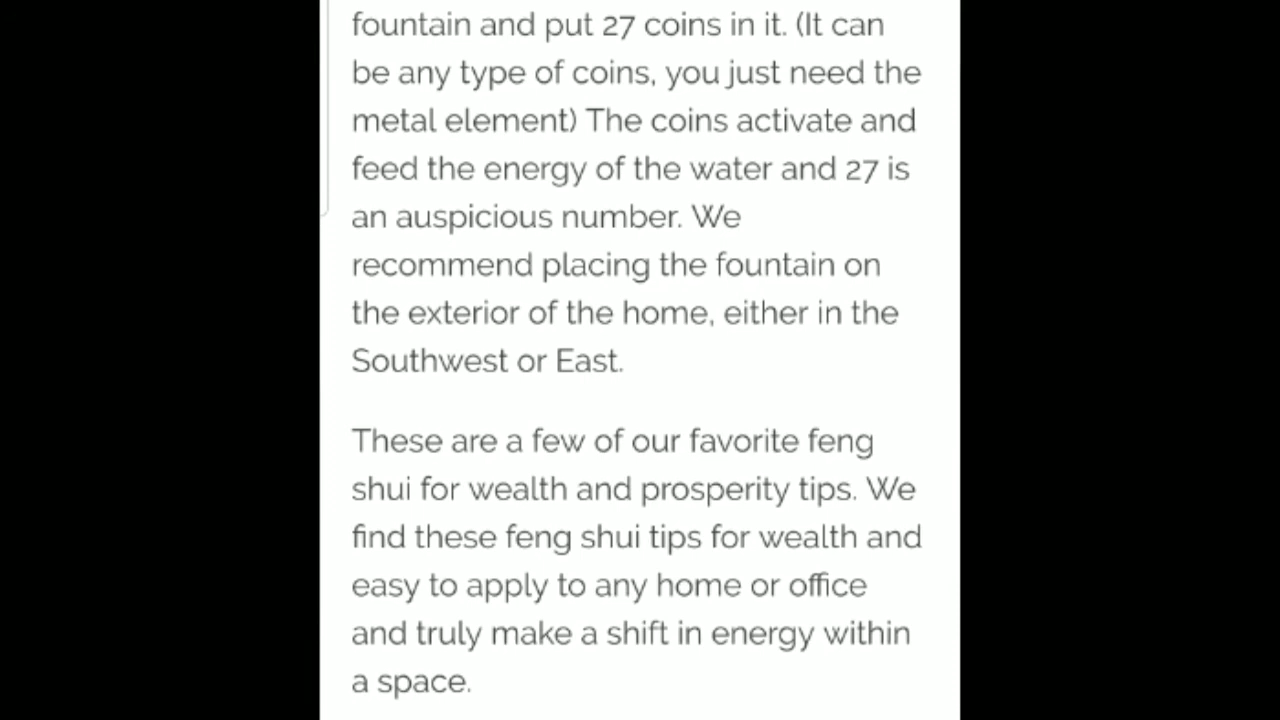 fountain and put 27 coins in it. (It can
be any type of coins, you just need the
metal element) The coins activate and
feed the energy of the water and 27 is
an auspicious number. We
recommend placing the fountain on
the exterior of the home, either in the
Southwest or East.
These are a few of our favorite feng
shui for wealth and prosperity tips. We
find these feng shui tips for wealth and
easy to apply to any home or office
and truly make a shift in energy within
a space.